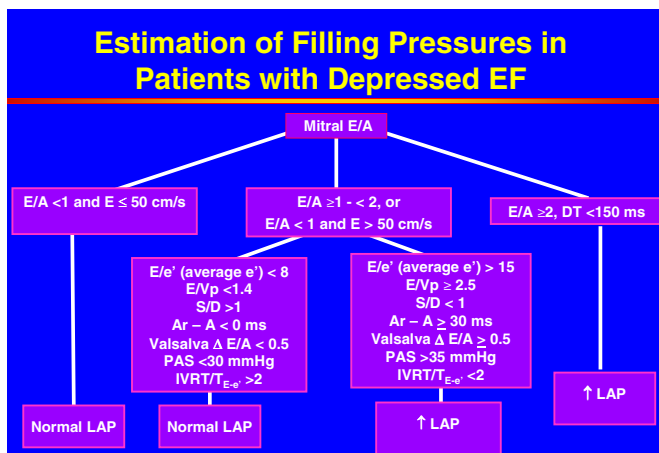 Estimation of Filling Pressures in
Patients with Depressed EF
Mitral E/A
E/A <1 and E ≤ 50 cm/s
E/A ≥1 - < 2, or
E/A < 1 and E > 50 cm/s
E/A ≥2, DT <150 ms
E/e’ (average e’) < 8
E/Vp <1.4
S/D >1
Ar – A < 0 ms
Valsalva Δ E/A < 0.5
PAS <30 mmHg
IVRT/T_E-e’ >2
E/e’ (average e’) > 15
E/Vp ≥ 2.5
S/D < 1
Ar – A ≥ 30 ms
Valsalva Δ E/A ≥ 0.5
PAS >35 mmHg
IVRT/T_E-e’ <2
Normal LAP
Normal LAP
↑ LAP
↑ LAP